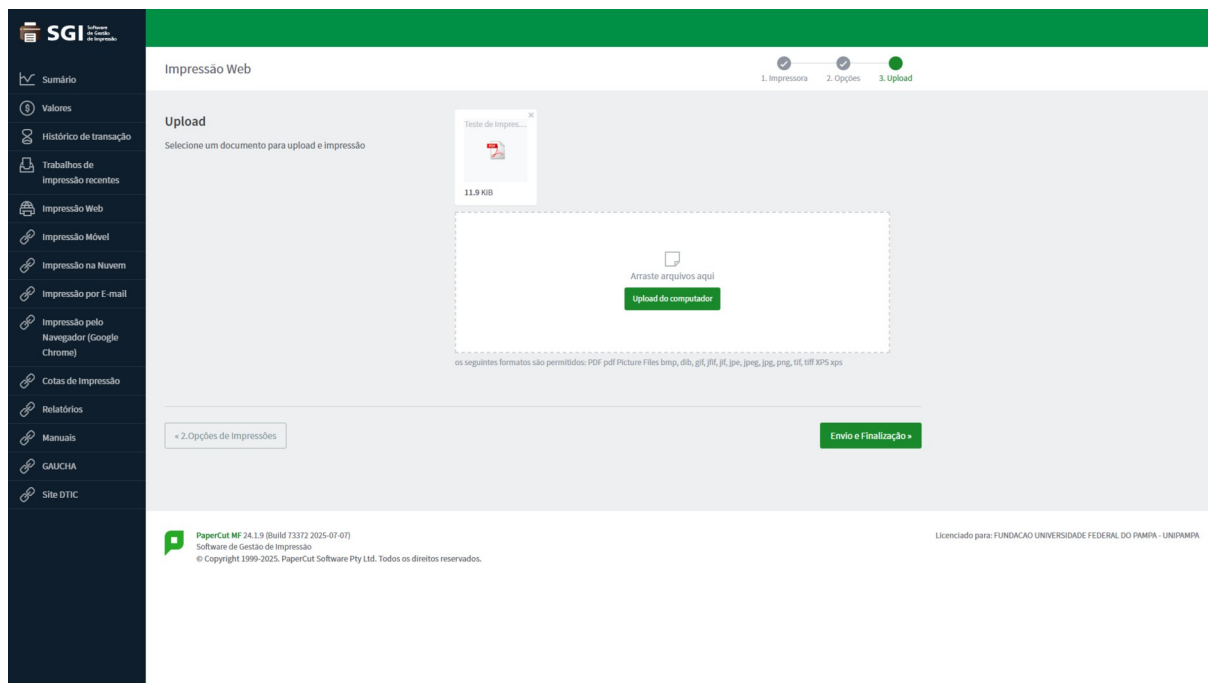 SGI Software
de Gestão
de Impressão
Sumário
Valores
Histórico de transação
Trabalhos de
impressão recentes
Impressão Web
Impressão Móvel
Impressão na Nuvem
Impressão por E-mail
Impressão pelo
Navegador (Google
Chrome)
Cotas de Impressão
Relatórios
Manuais
GAUCHA
Site DTIC
Impressão Web
1. Impressora 2. Opções 3. Upload
Upload
Selecione um documento para upload e impressão
Teste de Impres...
PDF
11.9 KiB
Arraste arquivos aqui
Upload do computador
os seguintes formatos são permitidos: PDF pdf Picture Files bmp, dib, gif, jfif, jif, jpe, jpeg, jpg, png, tif, tiff XPS xps
« 2.Opções de Impressões
Envio e Finalização »
PaperCut MF 24.1.9 (Build 73372 2025-07-07)
Software de Gestão de Impressão
© Copyright 1999-2025. PaperCut Software Pty Ltd. Todos os direitos reservados.
Licenciado para: FUNDACAO UNIVERSIDADE FEDERAL DO PAMPA - UNIPAMPA